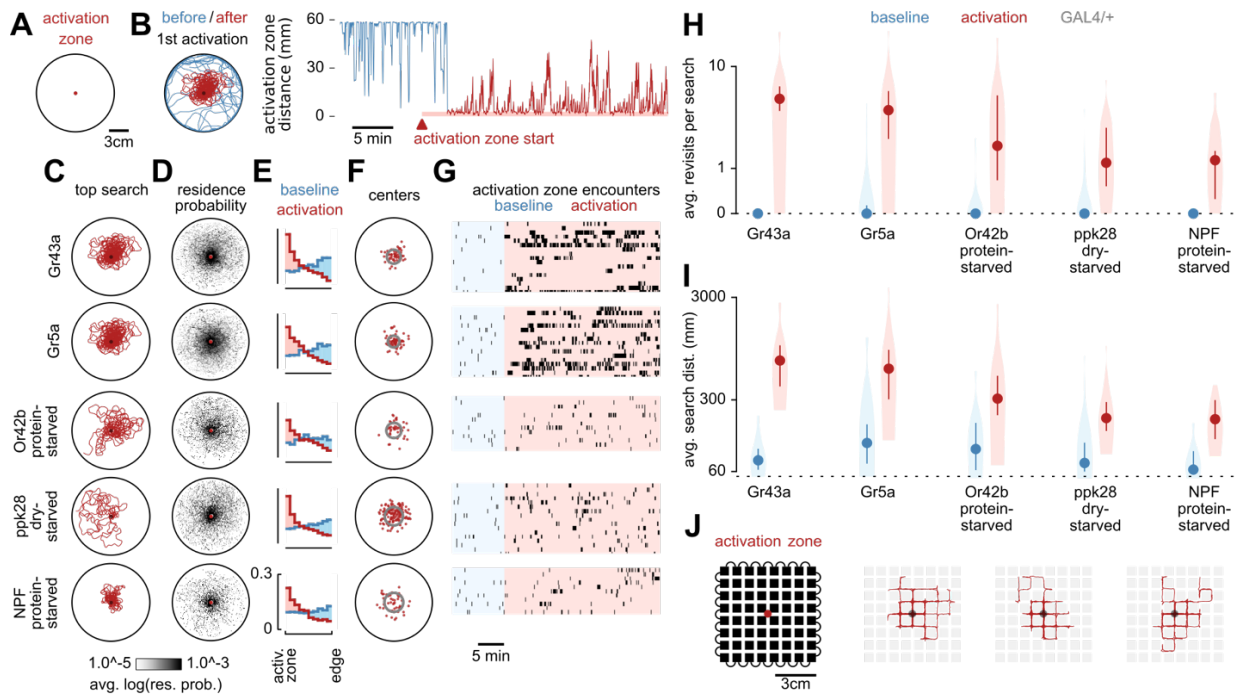 A
activation
zone
3cm
B
before / after
1st activation
activation zone
distance (mm)
60
30
0
5 min
activation zone start
C
top search
D
residence
probability
E
baseline
activation
F
centers
G
activation zone encounters
baseline
activation
Gr43a
Gr5a
Or42b
protein-
starved
ppk28
dry-
starved
NPF
protein-
starved
0.3
0
activ.
zone
edge
1.0^-5
1.0^-3
avg. log(res. prob.)
5 min
H
baseline
activation
GAL4/+
avg. revisits per search
10
1
0
Gr43a
Gr5a
Or42b
protein-
starved
ppk28
dry-
starved
NPF
protein-
starved
I
avg. search dist. (mm)
3000
300
60
Gr43a
Gr5a
Or42b
protein-
starved
ppk28
dry-
starved
NPF
protein-
starved
J
activation zone
3cm